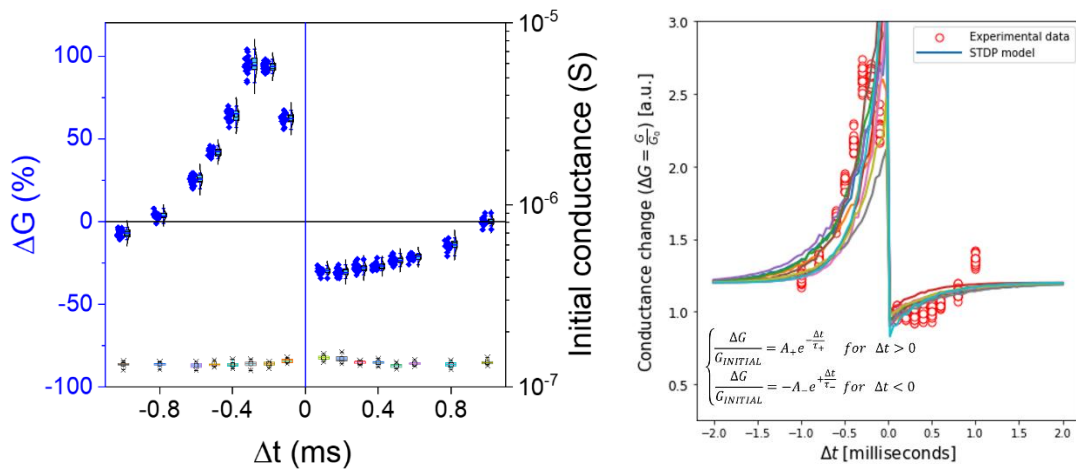 100
50
0
-50
-100
ΔG (%)
-0.8
-0.4
0
0.4
0.8
Δt (ms)
10⁻⁵
10⁻⁶
10⁻⁷
Initial conductance (S)
3.0
2.5
2.0
1.5
1.0
0.5
Conductance change (ΔG = G/G₀) [a.u.]
Experimental data
STDP model
ΔG/G_INITIAL = A₊e^(-Δt/τ₊) for Δt > 0
ΔG/G_INITIAL = -A₋e^(+Δt/τ₋) for Δt < 0
-2.0 -1.5 -1.0 -0.5 0.0 0.5 1.0 1.5 2.0
Δt [milliseconds]